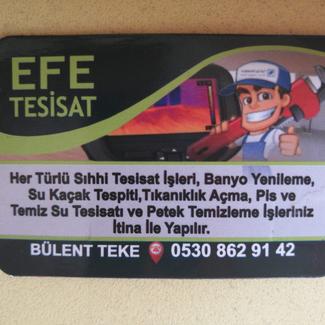 EFE
TESİSAT
Her Türlü Sıhhi Tesisat İşleri, Banyo Yenileme,
Su Kaçak Tespiti,Tıkanıklık Açma, Pis ve
Temiz Su Tesisatı ve Petek Temizleme İşleriniz
İtina İle Yapılır.
BÜLENT TEKE 0530 862 91 42